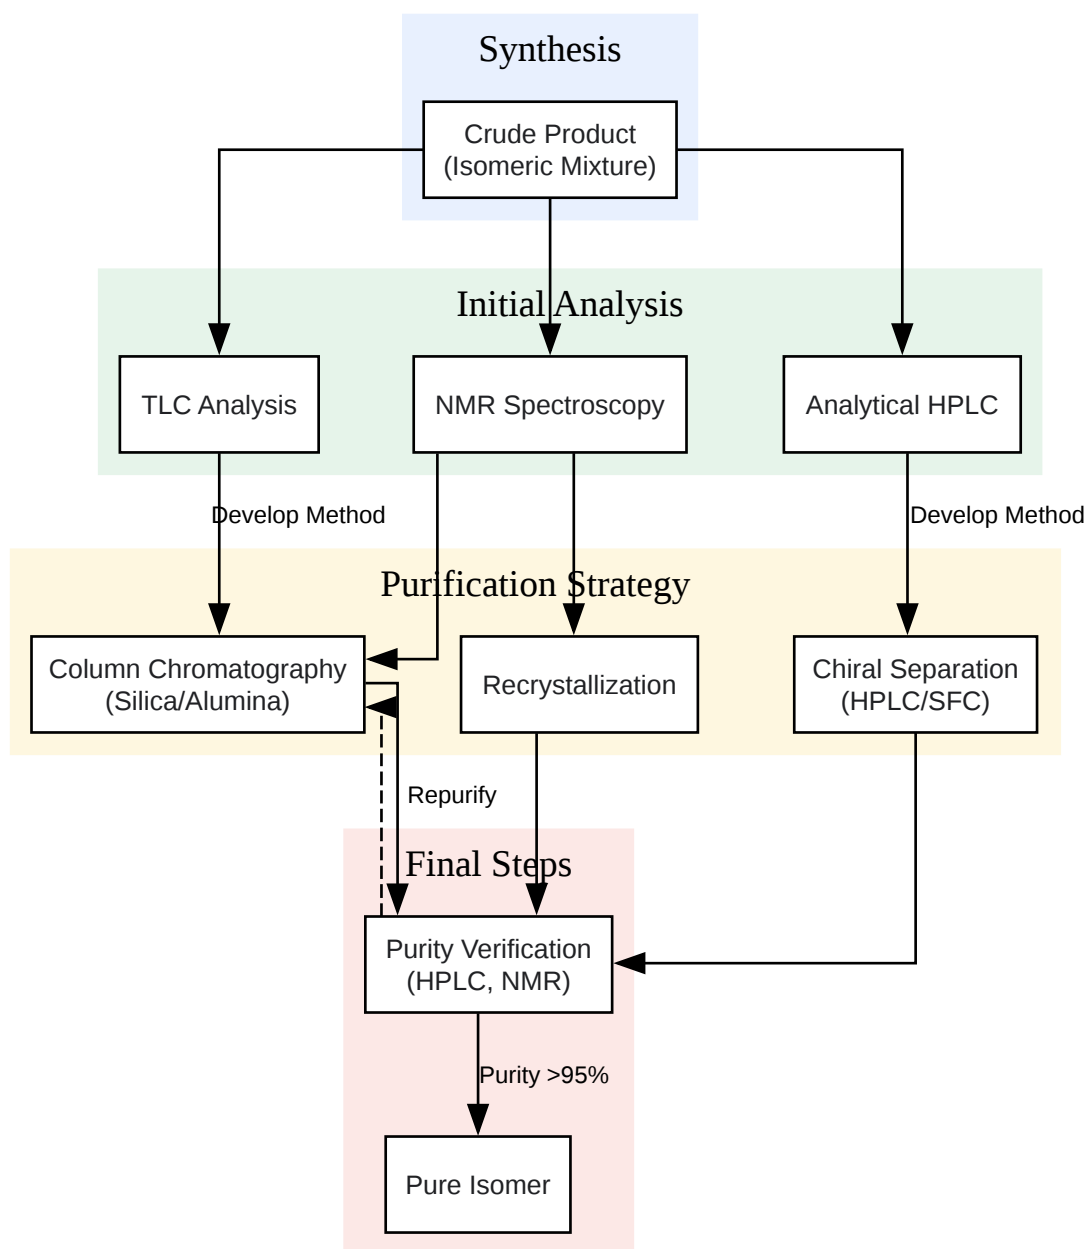 Synthesis
Crude Product
(Isomeric Mixture)
Initial Analysis
TLC Analysis
NMR Spectroscopy
Analytical HPLC
Develop Method
Develop Method
Purification Strategy
Column Chromatography
(Silica/Alumina)
Recrystallization
Chiral Separation
(HPLC/SFC)
Repurify
Final Steps
Purity Verification
(HPLC, NMR)
Purity >95%
Pure Isomer